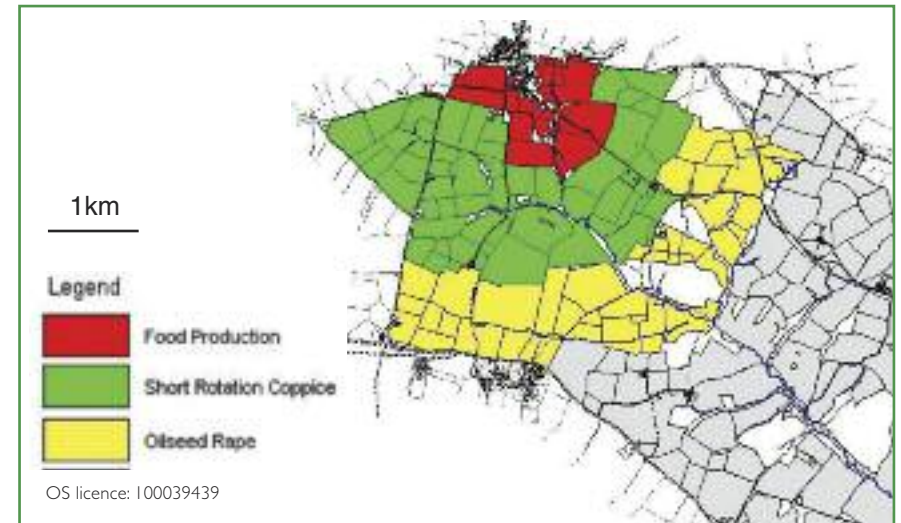 1km
Legend
Food Production
Short Rotation Coppice
Oilseed Rape
OS licence: 100039439